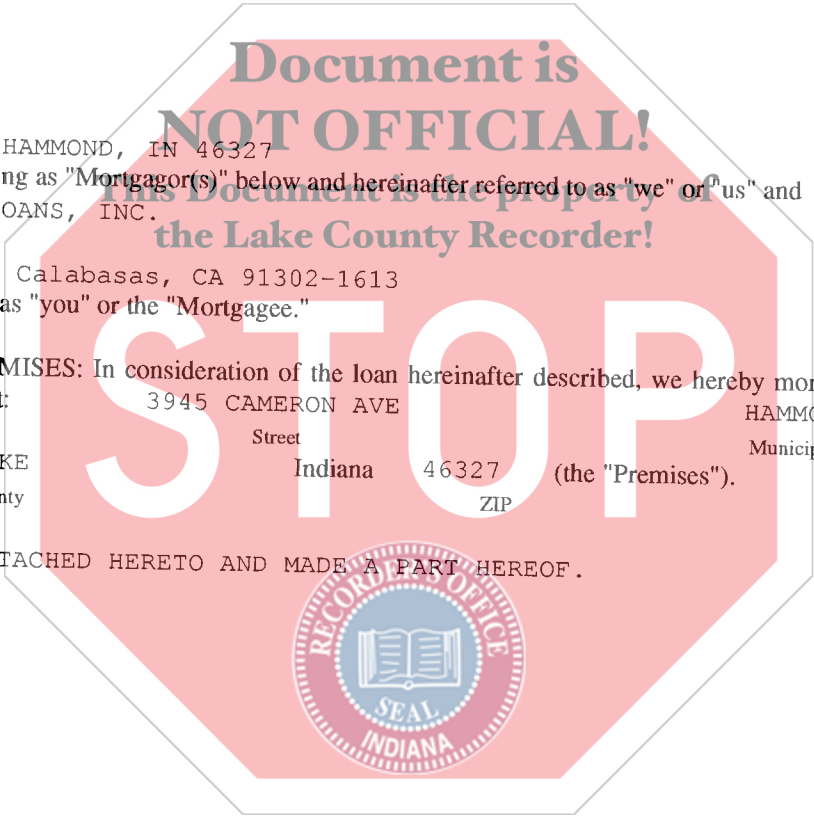 Document is
NOT OFFICIAL!
HAMMOND, IN 46327
ng as "Mortgagor(s)" below and hereinafter referred to as "we" or "us" and
This Document is the property of
OANS, INC.
the Lake County Recorder!
Calabasas, CA 91302-1613
as "you" or the "Mortgagee."
STOP
MISES: In consideration of the loan hereinafter described, we hereby mor
t: 3945 CAMERON AVE HAMMO
Street Municip
KE Indiana 46327 (the "Premises").
nty ZIP
TACHED HERETO AND MADE A PART HEREOF.
RECORDER'S OFFICE
SEAL
INDIANA